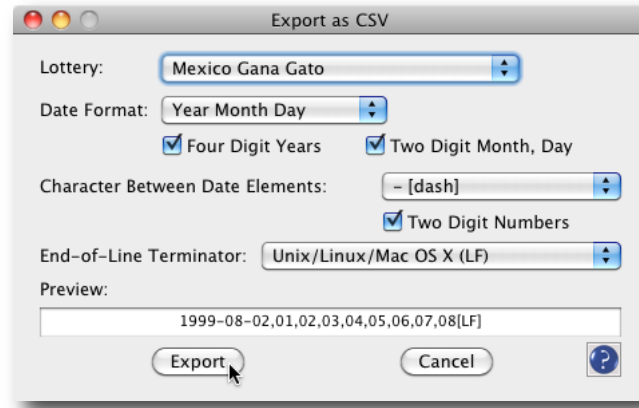 Export as CSV
Lottery: Mexico Gana Gato
Date Format: Year Month Day
Four Digit Years Two Digit Month, Day
Character Between Date Elements: – [dash]
Two Digit Numbers
End-of-Line Terminator: Unix/Linux/Mac OS X (LF)
Preview:
1999-08-02,01,02,03,04,05,06,07,08[LF]
Export Cancel ?